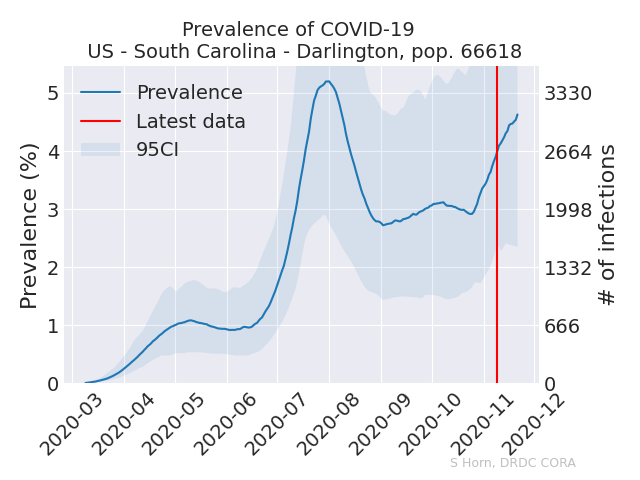 Prevalence of COVID-19
US - South Carolina - Darlington, pop. 66618
Prevalence
Latest data
95CI
Prevalence (%)
5
4
3
2
1
0
3330
2664
1998
1332
666
0
# of infections
2020-03
2020-04
2020-05
2020-06
2020-07
2020-08
2020-09
2020-10
2020-11
2020-12
S Horn, DRDC CORA